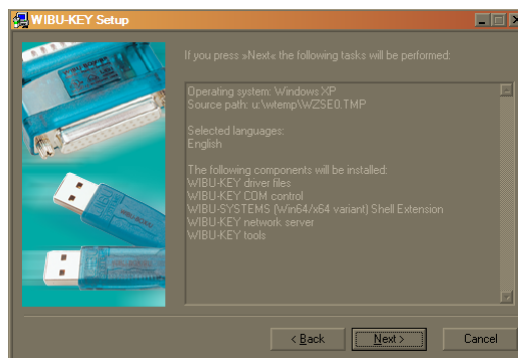 WIBU-KEY Setup
If you press »Next« the following tasks will be performed:
Operating system: Windows XP
Source path: u:\wtemp\WZSE0.TMP
Selected languages:
English
The following components will be installed:
WIBU-KEY driver files
WIBU-KEY COM control
WIBU-SYSTEMS (Win64/x64 variant) Shell Extension
WIBU-KEY network server
WIBU-KEY tools
< Back
Next >
Cancel